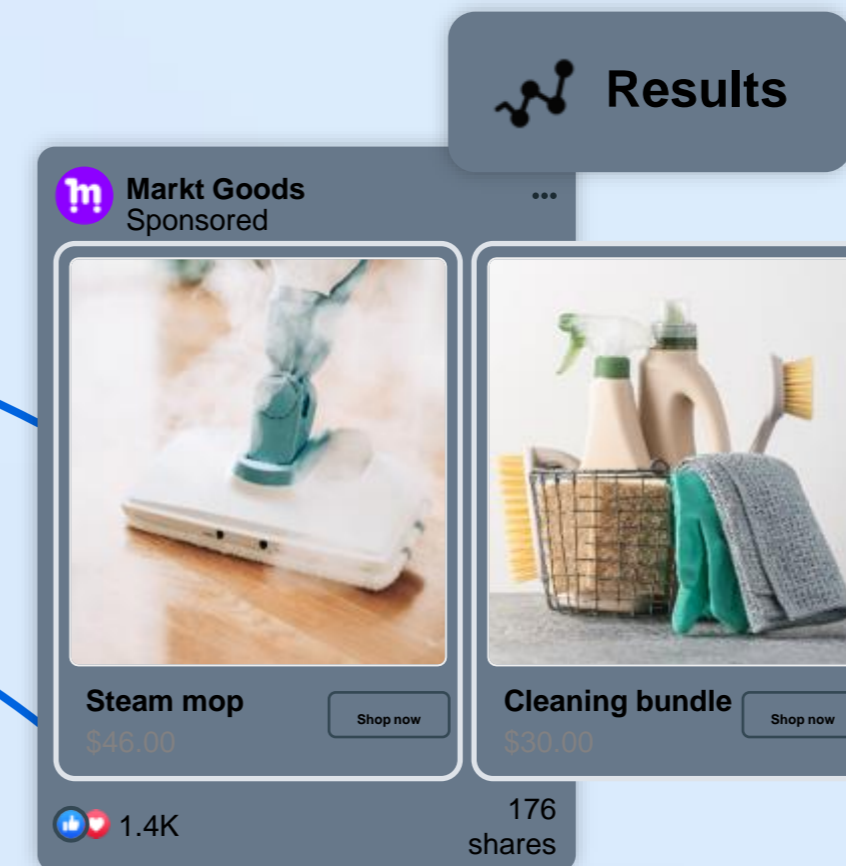 Results
Markt Goods
Sponsored
Steam mop
Shop now
$46.00
Cleaning bundle
Shop now
$30.00
1.4K
176
shares